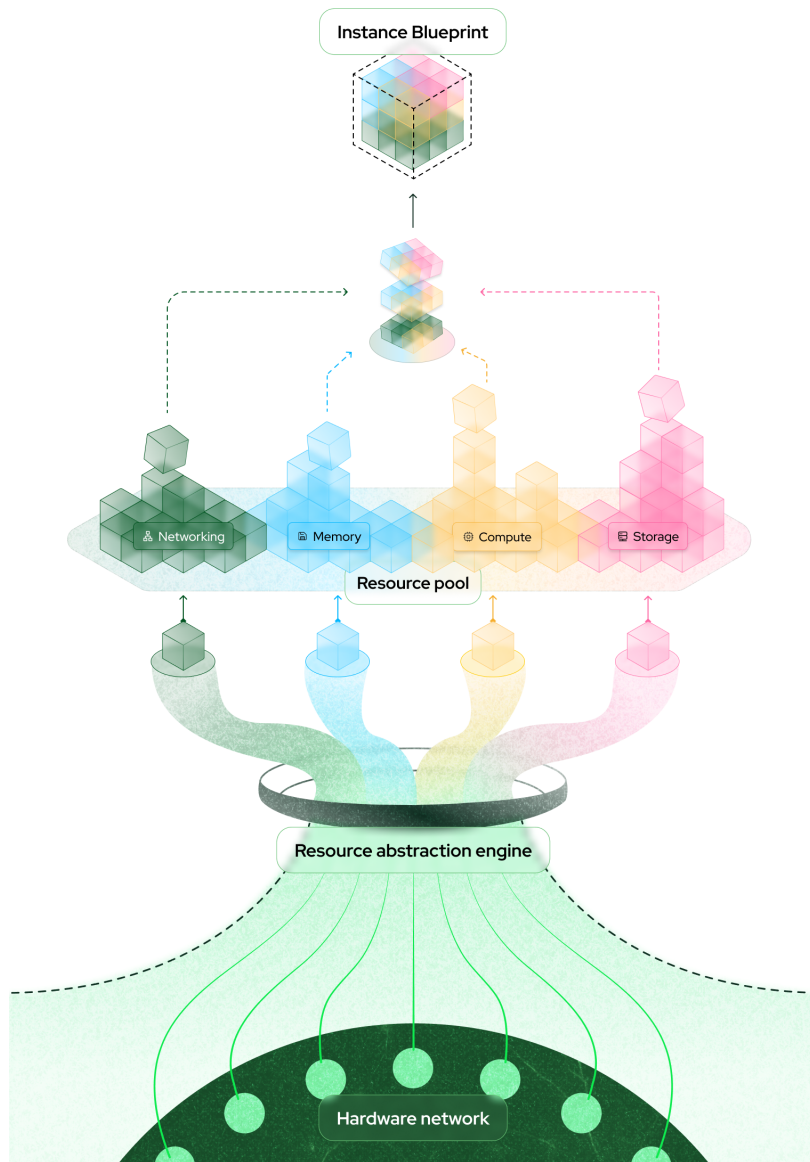 Instance Blueprint
Networking
Memory
Compute
Storage
Resource pool
Resource abstraction engine
Hardware network